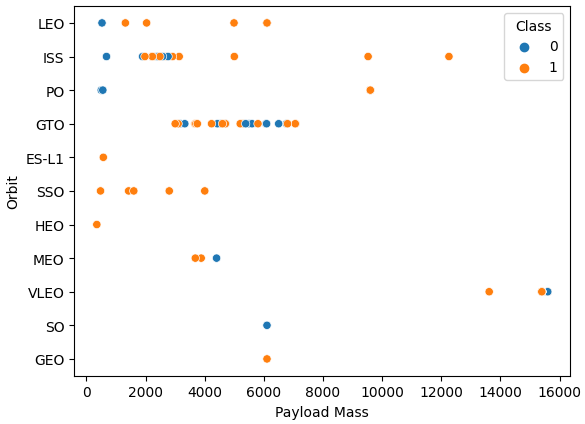 Class
0
1
LEO
ISS
PO
GTO
ES-L1
SSO
HEO
MEO
VLEO
SO
GEO
Orbit
0 2000 4000 6000 8000 10000 12000 14000 16000
Payload Mass